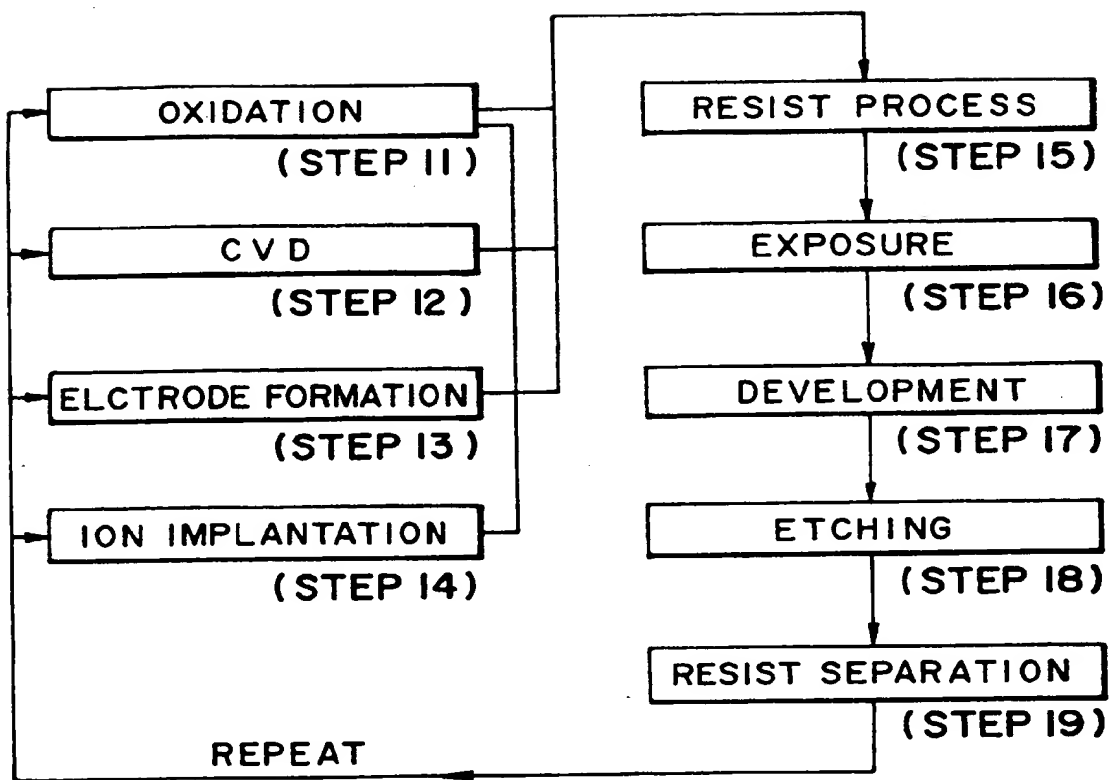 OXIDATION
(STEP 11)
CVD
(STEP 12)
ELCTRODE FORMATION
(STEP 13)
ION IMPLANTATION
(STEP 14)
RESIST PROCESS
(STEP 15)
EXPOSURE
(STEP 16)
DEVELOPMENT
(STEP 17)
ETCHING
(STEP 18)
RESIST SEPARATION
(STEP 19)
REPEAT